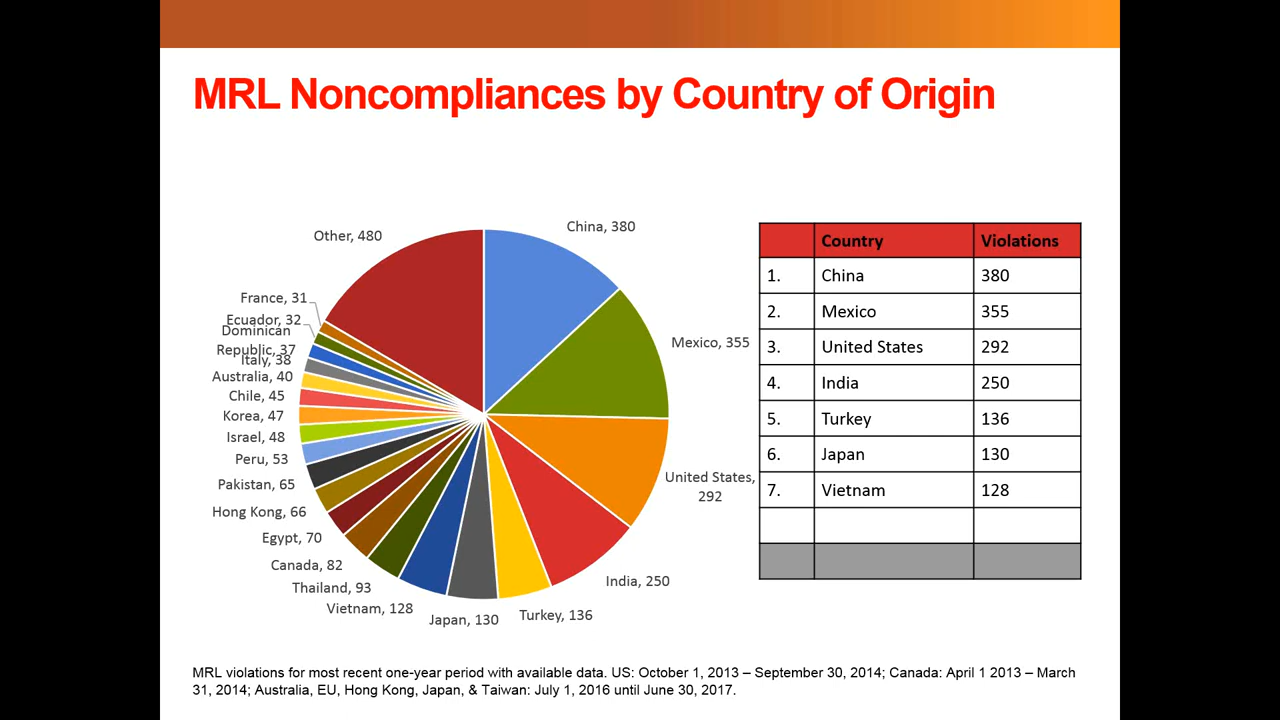 MRL Noncompliances by Country of Origin
Other, 480
China, 380
France, 31
Ecuador, 32
Dominican
Republic, 37
Italy, 38
Australia, 40
Chile, 45
Korea, 47
Israel, 48
Peru, 53
Pakistan, 65
Hong Kong, 66
Egypt, 70
Canada, 82
Thailand, 93
Vietnam, 128
Japan, 130
Turkey, 136
India, 250
United States,
292
Mexico, 355
Country Violations
1. China 380
2. Mexico 355
3. United States 292
4. India 250
5. Turkey 136
6. Japan 130
7. Vietnam 128
MRL violations for most recent one-year period with available data. US: October 1, 2013 – September 30, 2014; Canada: April 1 2013 – March
31, 2014; Australia, EU, Hong Kong, Japan, & Taiwan: July 1, 2016 until June 30, 2017.